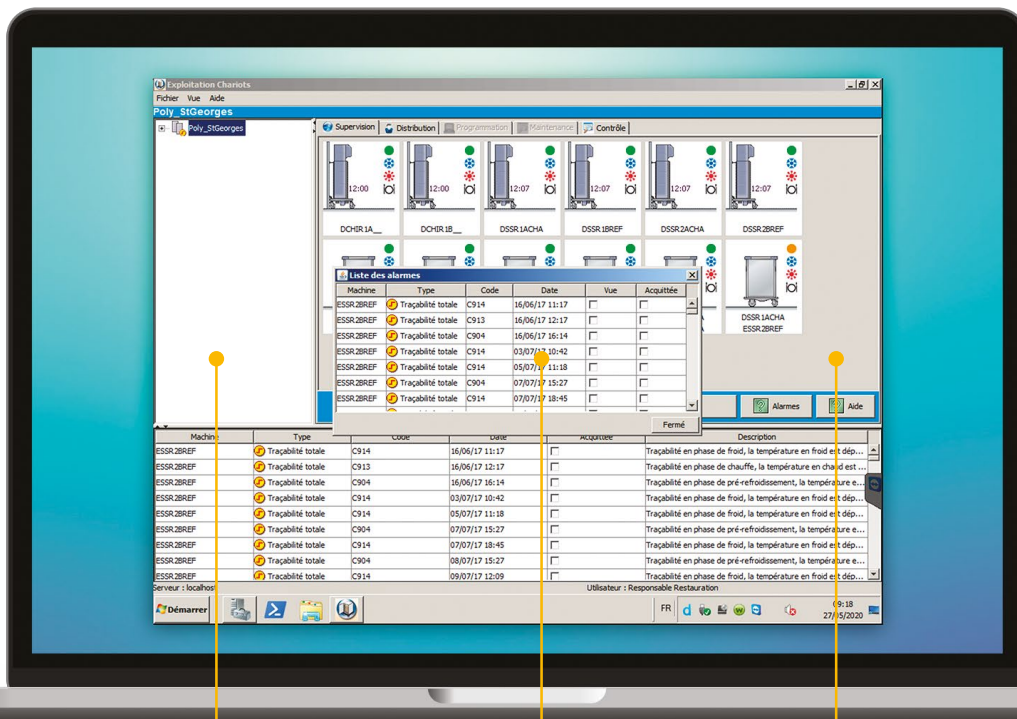 Exploitation Chariots
Fichier Vue Aide
Poly_StGeorges
Poly_StGeorges
Supervision Distribution Programmation Maintenance Contrôle
12:00 12:00 12:07 12:07 12:07 12:07
DCHIR1A__ DCHIR1B__ DSSR1ACHA DSSR1BREF DSSR2ACHA DSSR2BREF
DSSR1ACHA
ESSR2BREF
Liste des alarmes
Machine Type Code Date Vue Acquittée
ESSR2BREF Traçabilité totale C914 16/06/17 11:17
ESSR2BREF Traçabilité totale C913 16/06/17 12:17
ESSR2BREF Traçabilité totale C904 16/06/17 16:14
ESSR2BREF Traçabilité totale C914 03/07/17 10:42
ESSR2BREF Traçabilité totale C914 05/07/17 11:18
ESSR2BREF Traçabilité totale C904 07/07/17 15:27
ESSR2BREF Traçabilité totale C914 07/07/17 18:45
Fermé
Alarmes Aide
Machine Type Code Date Acquittée Description
ESSR2BREF Traçabilité totale C914 16/06/17 11:17 Traçabilité en phase de froid, la température en froid est dép...
ESSR2BREF Traçabilité totale C913 16/06/17 12:17 Traçabilité en phase de chauffe, la température en chaud est ...
ESSR2BREF Traçabilité totale C904 16/06/17 16:14 Traçabilité en phase de pré-refroidissement, la température e...
ESSR2BREF Traçabilité totale C914 03/07/17 10:42 Traçabilité en phase de froid, la température en froid est dép...
ESSR2BREF Traçabilité totale C914 05/07/17 11:18 Traçabilité en phase de froid, la température en froid est dép...
ESSR2BREF Traçabilité totale C904 07/07/17 15:27 Traçabilité en phase de pré-refroidissement, la température e...
ESSR2BREF Traçabilité totale C914 07/07/17 18:45 Traçabilité en phase de froid, la température en froid est dép...
ESSR2BREF Traçabilité totale C904 08/07/17 15:27 Traçabilité en phase de pré-refroidissement, la température e...
ESSR2BREF Traçabilité totale C914 09/07/17 12:09 Traçabilité en phase de froid, la température en froid est dép...
Serveur : localhost Utilisateur : Responsable Restauration
Démarrer FR 09:18
27/05/2020